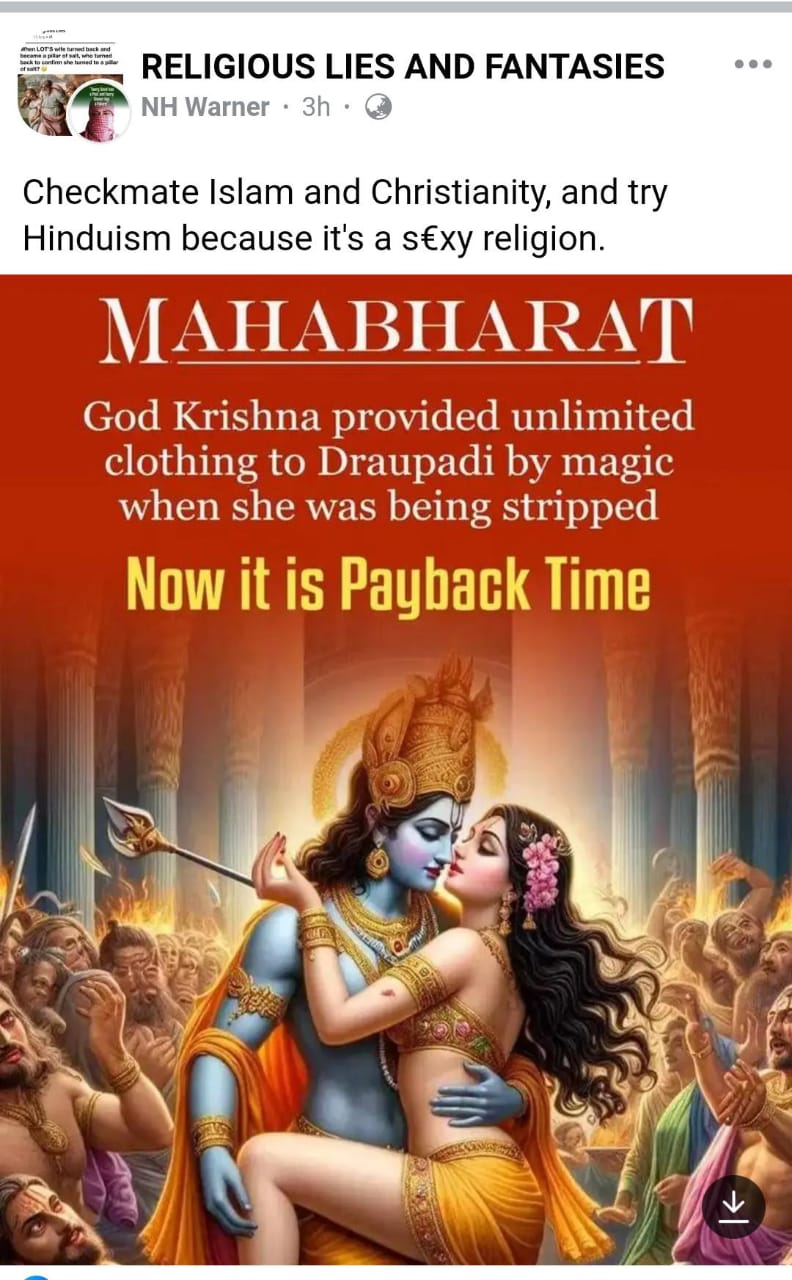 When LOT'S wife turned back and
became a pillar of salt, who turned
back to confirm she turned to a pillar
of salt?
RELIGIOUS LIES AND FANTASIES
NH Warner · 3h ·
Checkmate Islam and Christianity, and try
Hinduism because it's a s€xy religion.
MAHABHARAT
God Krishna provided unlimited
clothing to Draupadi by magic
when she was being stripped
Now it is Payback Time